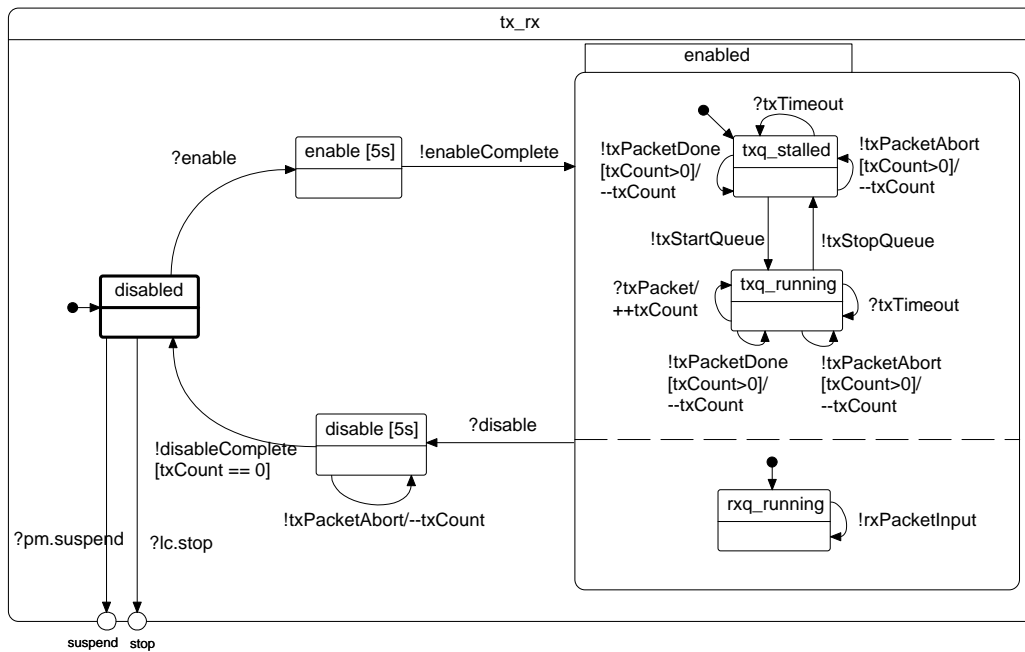 tx_rx
enabled
?txTimeout
?enable
enable [5s]
!enableComplete
!txPacketDone
[txCount>0]/
--txCount
txq_stalled
!txPacketAbort
[txCount>0]/
--txCount
!txStartQueue
!txStopQueue
disabled
?txPacket/
++txCount
txq_running
?txTimeout
!txPacketDone
[txCount>0]/
--txCount
!txPacketAbort
[txCount>0]/
--txCount
disable [5s]
?disable
!disableComplete
[txCount == 0]
!txPacketAbort/--txCount
rxq_running
!rxPacketInput
?pm.suspend
?lc.stop
suspend
stop